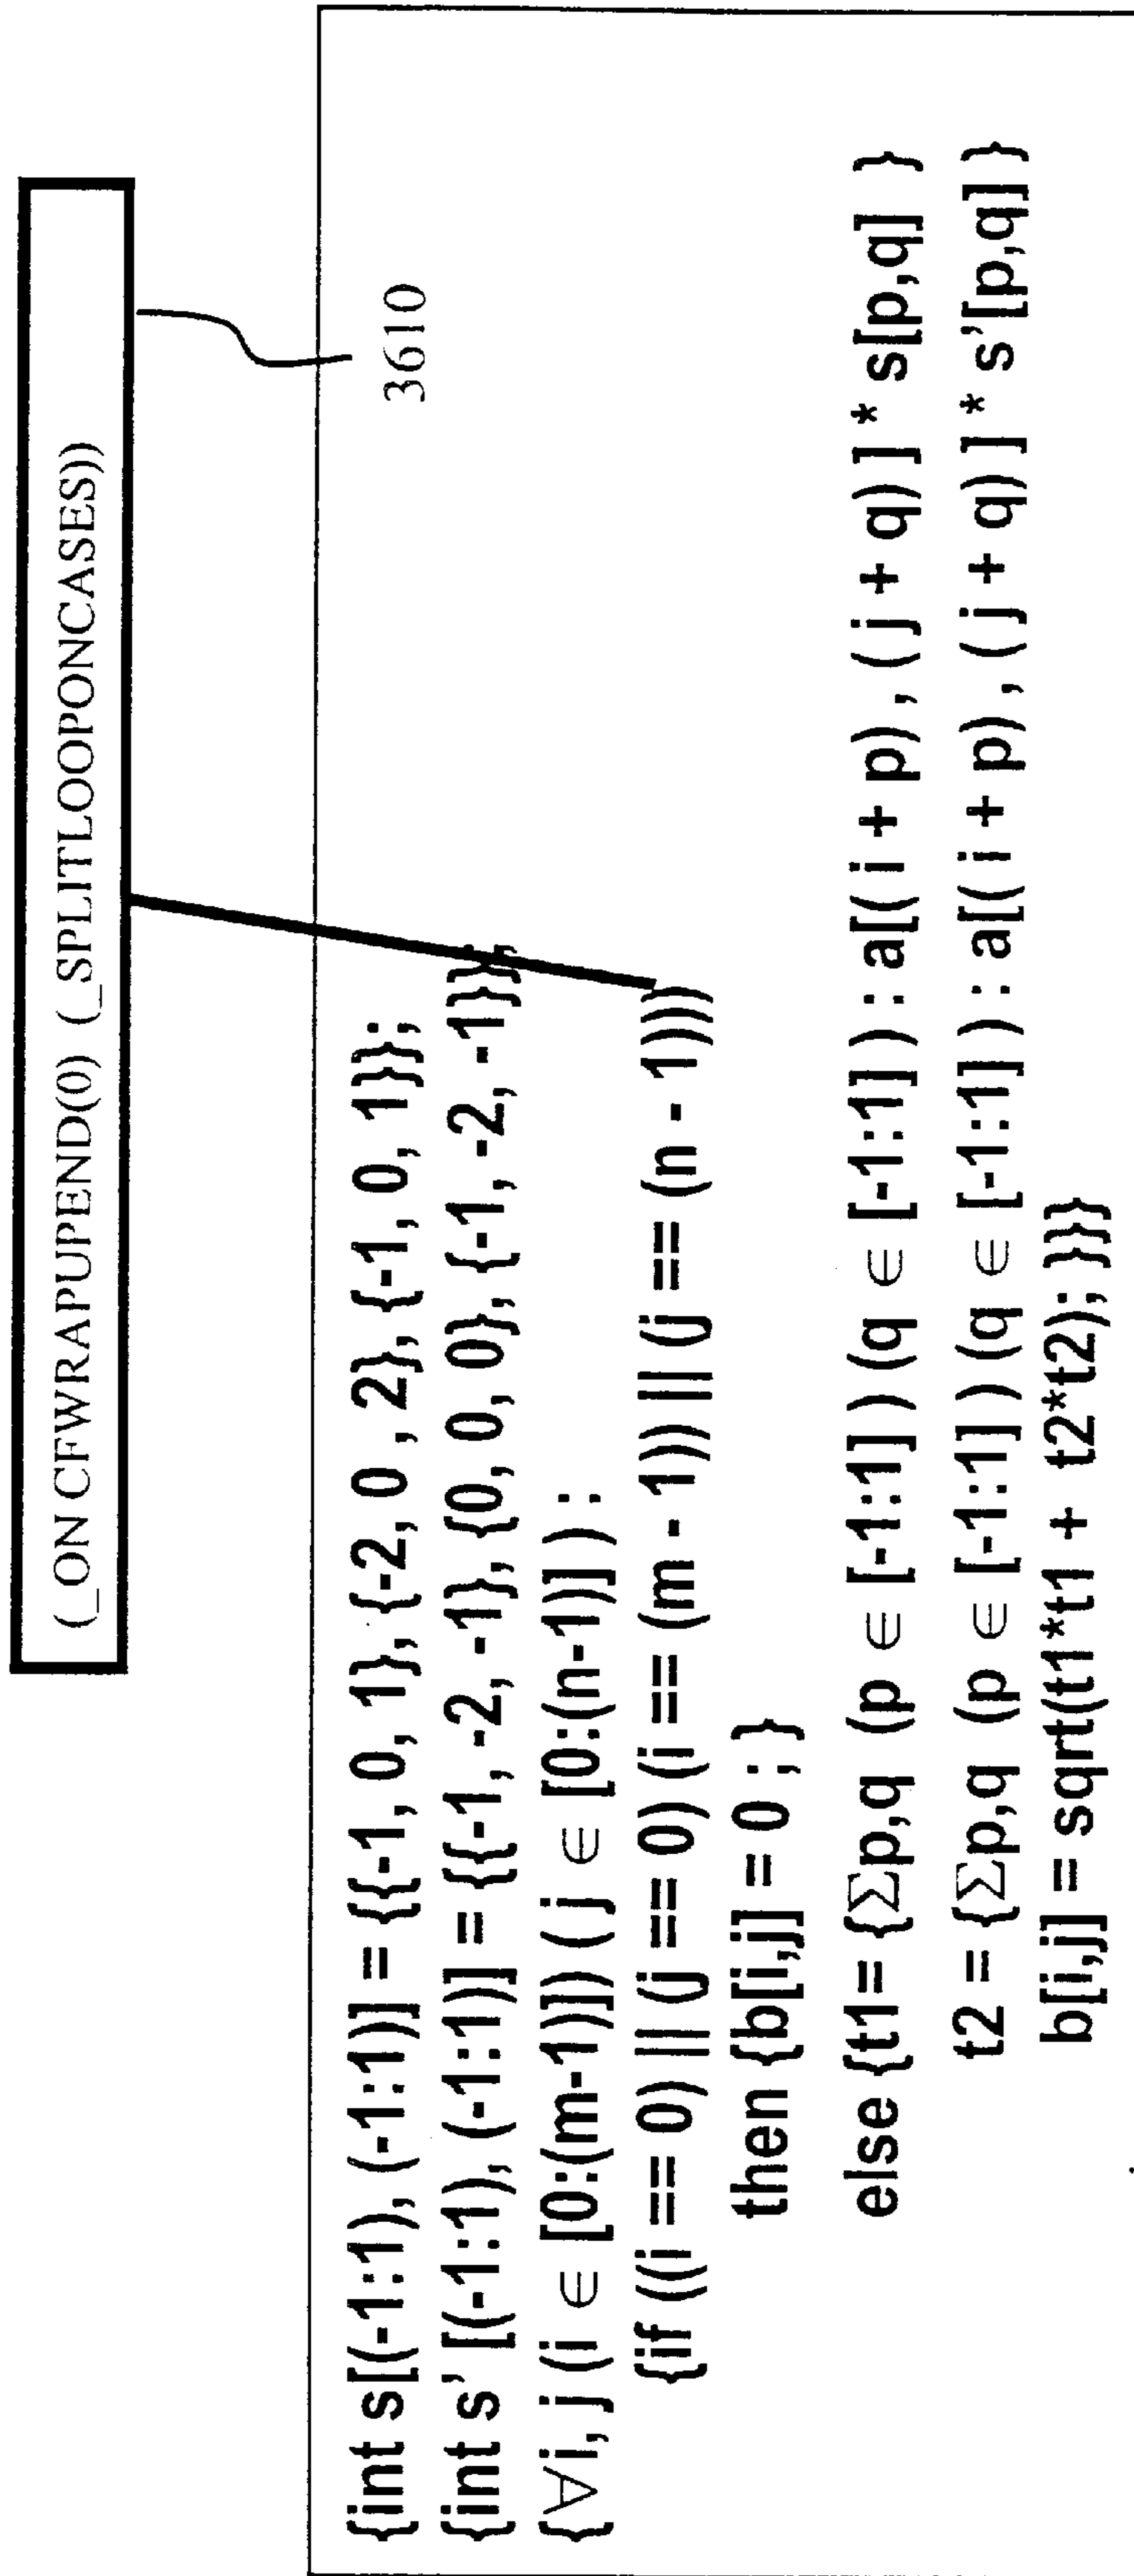 (_ON CFWRAPUPEND(0) (_SPLITLOOPONCASES))
3610
{int s[(-1:1), (-1:1)] = {{-1, 0, 1}, {-2, 0 , 2}, {-1, 0, 1}};
{int s' [(-1:1), (-1:1)] = {{-1, -2, -1}, {0, 0, 0}, {-1, -2, -1}};
{∀i, j (i ∈ [0:(m-1)]) ( j ∈ [0:(n-1)] ) :
{if ((i == 0) || (j == 0) (i == (m - 1)) || (j == (n - 1)))
then {b[i,j] = 0 ; }
else {t1= {Σp,q (p ∈ [-1:1] ) (q ∈ [-1:1] ) : a[( i + p) , ( j + q) ] * s[p,q] }
t2 = {Σp,q (p ∈ [-1:1] ) (q ∈ [-1:1] ) : a[( i + p) , ( j + q) ] * s'[p,q] }
b[i,j] = sqrt(t1*t1 + t2*t2); }}}